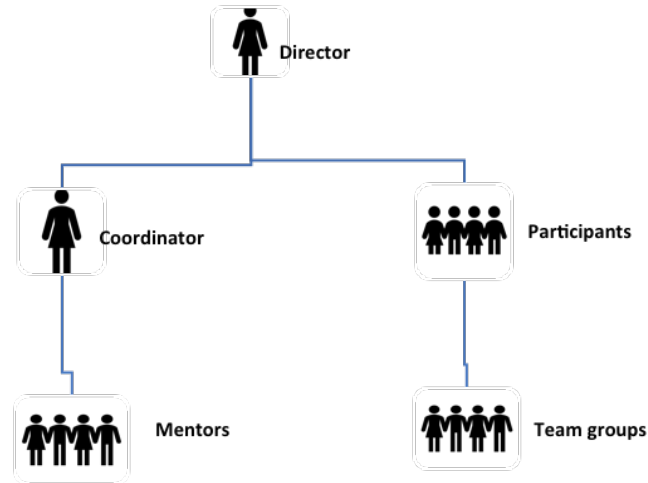 Director
Coordinator
Participants
Mentors
Team groups